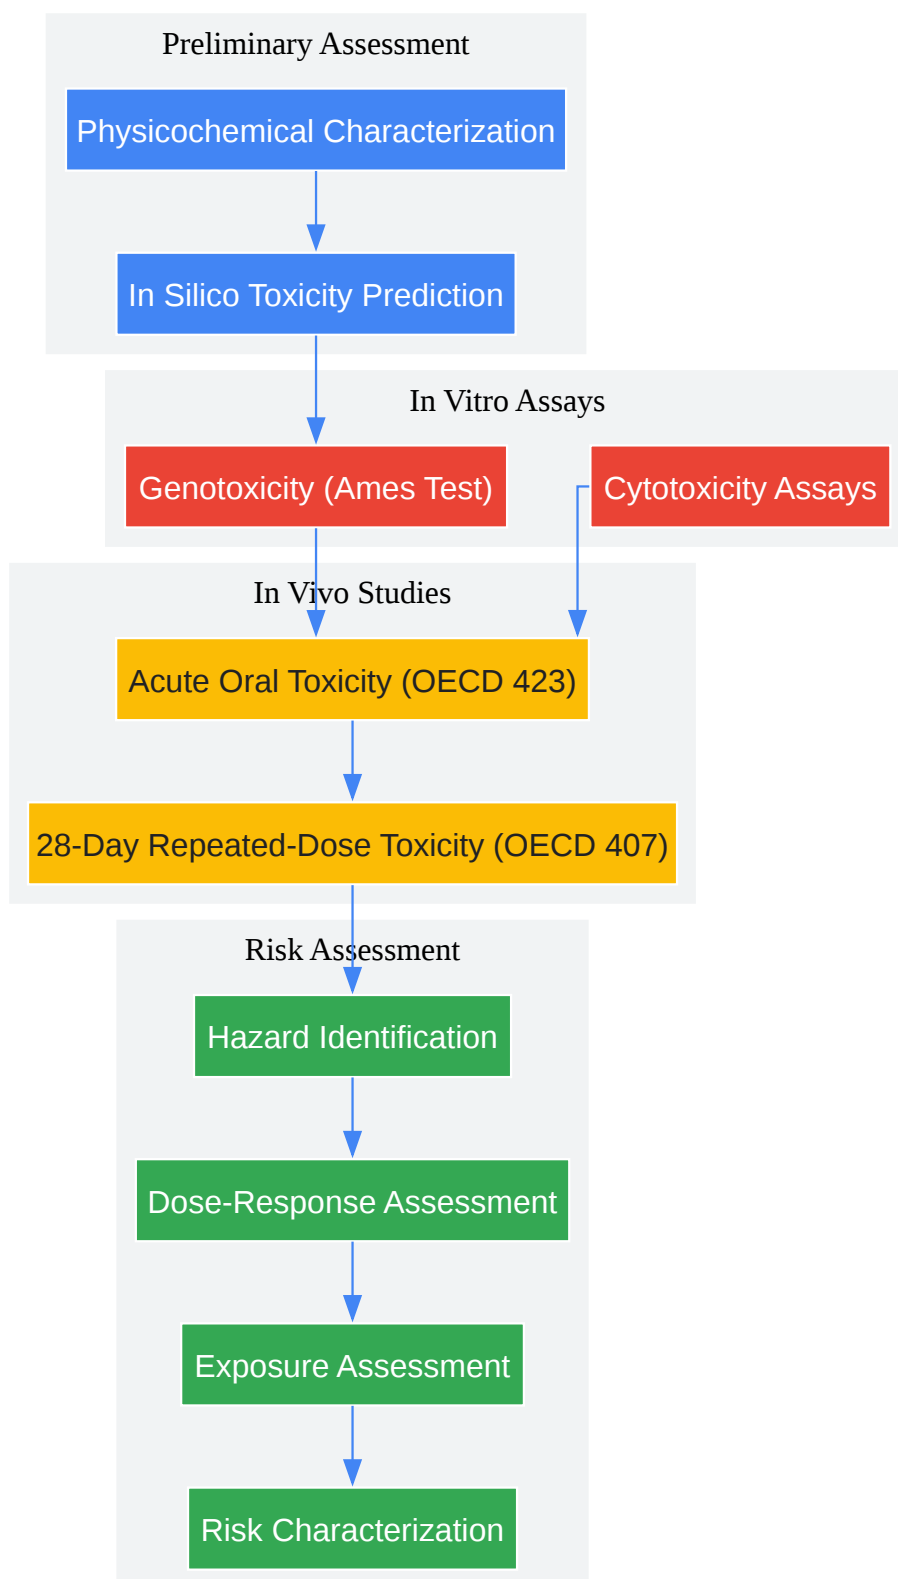 Preliminary Assessment
Physicochemical Characterization
In Silico Toxicity Prediction
In Vitro Assays
Genotoxicity (Ames Test)
Cytotoxicity Assays
In Vivo Studies
Acute Oral Toxicity (OECD 423)
28-Day Repeated-Dose Toxicity (OECD 407)
Risk Assessment
Hazard Identification
Dose-Response Assessment
Exposure Assessment
Risk Characterization